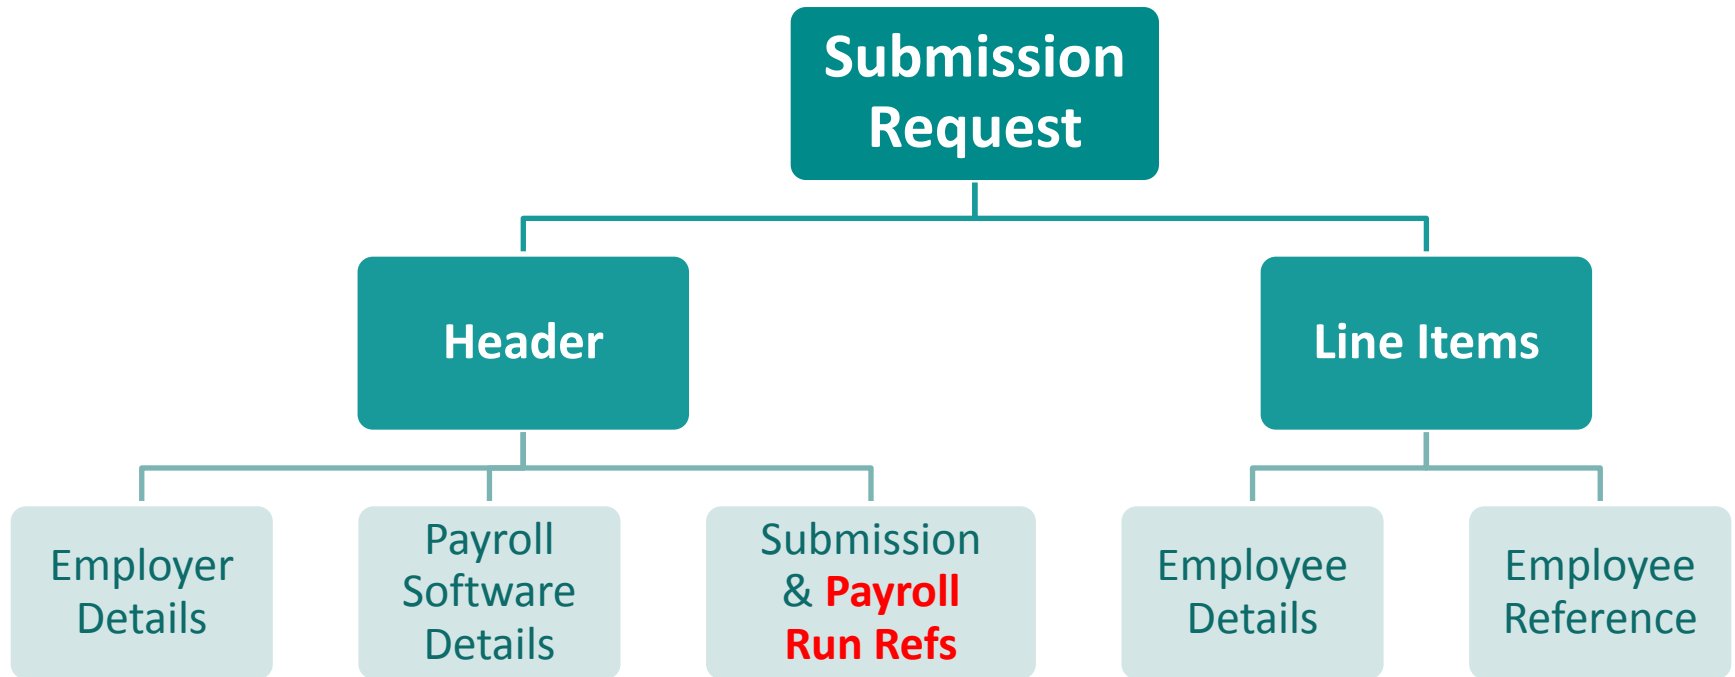 Submission
Request
Header
Line Items
Employer
Details
Payroll
Software
Details
Submission
& Payroll
Run Refs
Employee
Details
Employee
Reference